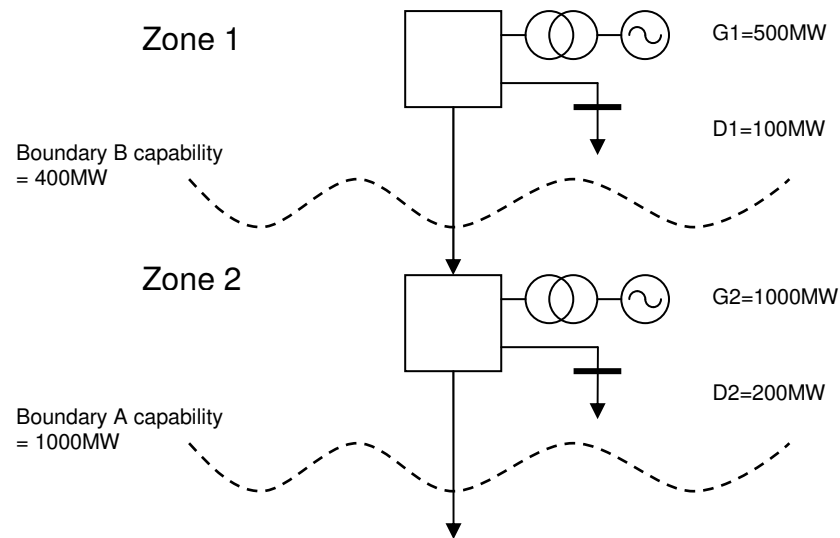 Zone 1
G1=500MW
D1=100MW
Boundary B capability
= 400MW
Zone 2
G2=1000MW
D2=200MW
Boundary A capability
= 1000MW